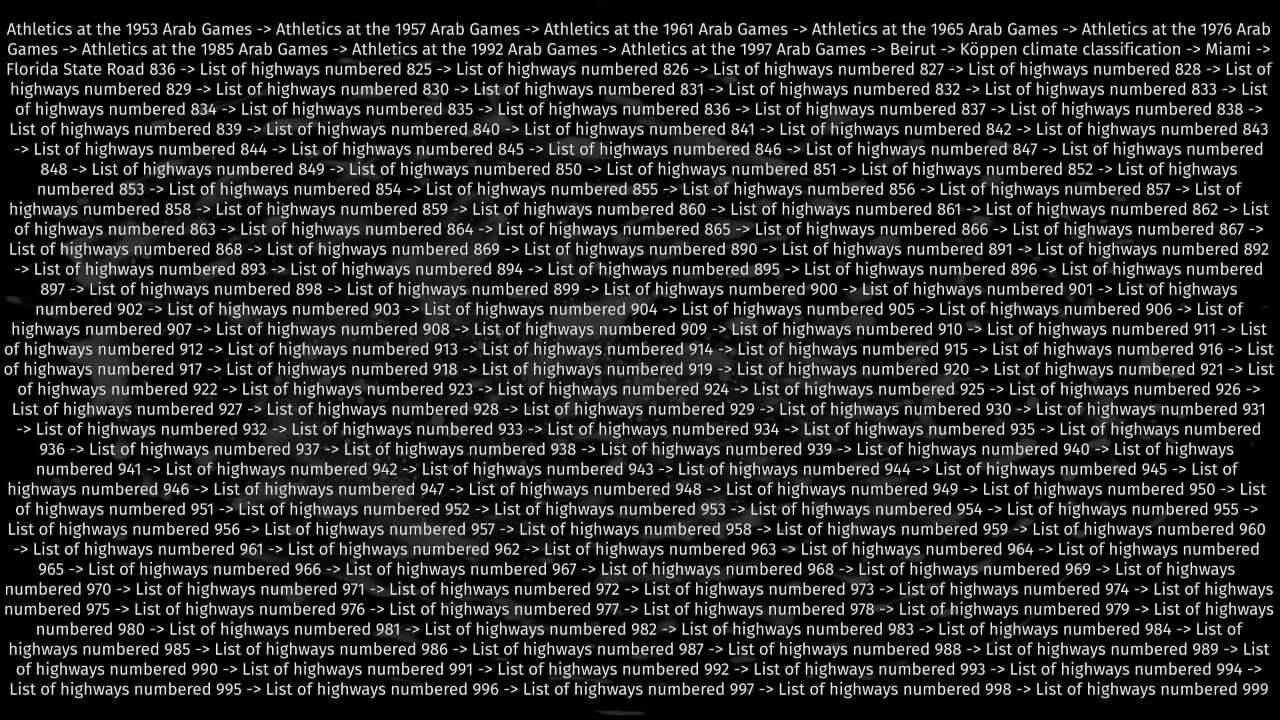 Athletics at the 1953 Arab Games -> Athletics at the 1957 Arab Games -> Athletics at the 1961 Arab Games -> Athletics at the 1965 Arab Games -> Athletics at the 1976 Arab
Games -> Athletics at the 1985 Arab Games -> Athletics at the 1992 Arab Games -> Athletics at the 1997 Arab Games -> Beirut -> Köppen climate classification -> Miami ->
Florida State Road 836 -> List of highways numbered 825 -> List of highways numbered 826 -> List of highways numbered 827 -> List of highways numbered 828 -> List of
highways numbered 829 -> List of highways numbered 830 -> List of highways numbered 831 -> List of highways numbered 832 -> List of highways numbered 833 -> List
of highways numbered 834 -> List of highways numbered 835 -> List of highways numbered 836 -> List of highways numbered 837 -> List of highways numbered 838 ->
List of highways numbered 839 -> List of highways numbered 840 -> List of highways numbered 841 -> List of highways numbered 842 -> List of highways numbered 843
-> List of highways numbered 844 -> List of highways numbered 845 -> List of highways numbered 846 -> List of highways numbered 847 -> List of highways numbered
848 -> List of highways numbered 849 -> List of highways numbered 850 -> List of highways numbered 851 -> List of highways numbered 852 -> List of highways
numbered 853 -> List of highways numbered 854 -> List of highways numbered 855 -> List of highways numbered 856 -> List of highways numbered 857 -> List of
highways numbered 858 -> List of highways numbered 859 -> List of highways numbered 860 -> List of highways numbered 861 -> List of highways numbered 862 -> List
of highways numbered 863 -> List of highways numbered 864 -> List of highways numbered 865 -> List of highways numbered 866 -> List of highways numbered 867 ->
List of highways numbered 868 -> List of highways numbered 869 -> List of highways numbered 890 -> List of highways numbered 891 -> List of highways numbered 892
-> List of highways numbered 893 -> List of highways numbered 894 -> List of highways numbered 895 -> List of highways numbered 896 -> List of highways numbered
897 -> List of highways numbered 898 -> List of highways numbered 899 -> List of highways numbered 900 -> List of highways numbered 901 -> List of highways
numbered 902 -> List of highways numbered 903 -> List of highways numbered 904 -> List of highways numbered 905 -> List of highways numbered 906 -> List of
highways numbered 907 -> List of highways numbered 908 -> List of highways numbered 909 -> List of highways numbered 910 -> List of highways numbered 911 -> List
of highways numbered 912 -> List of highways numbered 913 -> List of highways numbered 914 -> List of highways numbered 915 -> List of highways numbered 916 -> List
of highways numbered 917 -> List of highways numbered 918 -> List of highways numbered 919 -> List of highways numbered 920 -> List of highways numbered 921 -> List
of highways numbered 922 -> List of highways numbered 923 -> List of highways numbered 924 -> List of highways numbered 925 -> List of highways numbered 926 ->
List of highways numbered 927 -> List of highways numbered 928 -> List of highways numbered 929 -> List of highways numbered 930 -> List of highways numbered 931
-> List of highways numbered 932 -> List of highways numbered 933 -> List of highways numbered 934 -> List of highways numbered 935 -> List of highways numbered
936 -> List of highways numbered 937 -> List of highways numbered 938 -> List of highways numbered 939 -> List of highways numbered 940 -> List of highways
numbered 941 -> List of highways numbered 942 -> List of highways numbered 943 -> List of highways numbered 944 -> List of highways numbered 945 -> List of
highways numbered 946 -> List of highways numbered 947 -> List of highways numbered 948 -> List of highways numbered 949 -> List of highways numbered 950 -> List
of highways numbered 951 -> List of highways numbered 952 -> List of highways numbered 953 -> List of highways numbered 954 -> List of highways numbered 955 ->
List of highways numbered 956 -> List of highways numbered 957 -> List of highways numbered 958 -> List of highways numbered 959 -> List of highways numbered 960
-> List of highways numbered 961 -> List of highways numbered 962 -> List of highways numbered 963 -> List of highways numbered 964 -> List of highways numbered
965 -> List of highways numbered 966 -> List of highways numbered 967 -> List of highways numbered 968 -> List of highways numbered 969 -> List of highways
numbered 970 -> List of highways numbered 971 -> List of highways numbered 972 -> List of highways numbered 973 -> List of highways numbered 974 -> List of highways
numbered 975 -> List of highways numbered 976 -> List of highways numbered 977 -> List of highways numbered 978 -> List of highways numbered 979 -> List of highways
numbered 980 -> List of highways numbered 981 -> List of highways numbered 982 -> List of highways numbered 983 -> List of highways numbered 984 -> List of
highways numbered 985 -> List of highways numbered 986 -> List of highways numbered 987 -> List of highways numbered 988 -> List of highways numbered 989 -> List
of highways numbered 990 -> List of highways numbered 991 -> List of highways numbered 992 -> List of highways numbered 993 -> List of highways numbered 994 ->
List of highways numbered 995 -> List of highways numbered 996 -> List of highways numbered 997 -> List of highways numbered 998 -> List of highways numbered 999